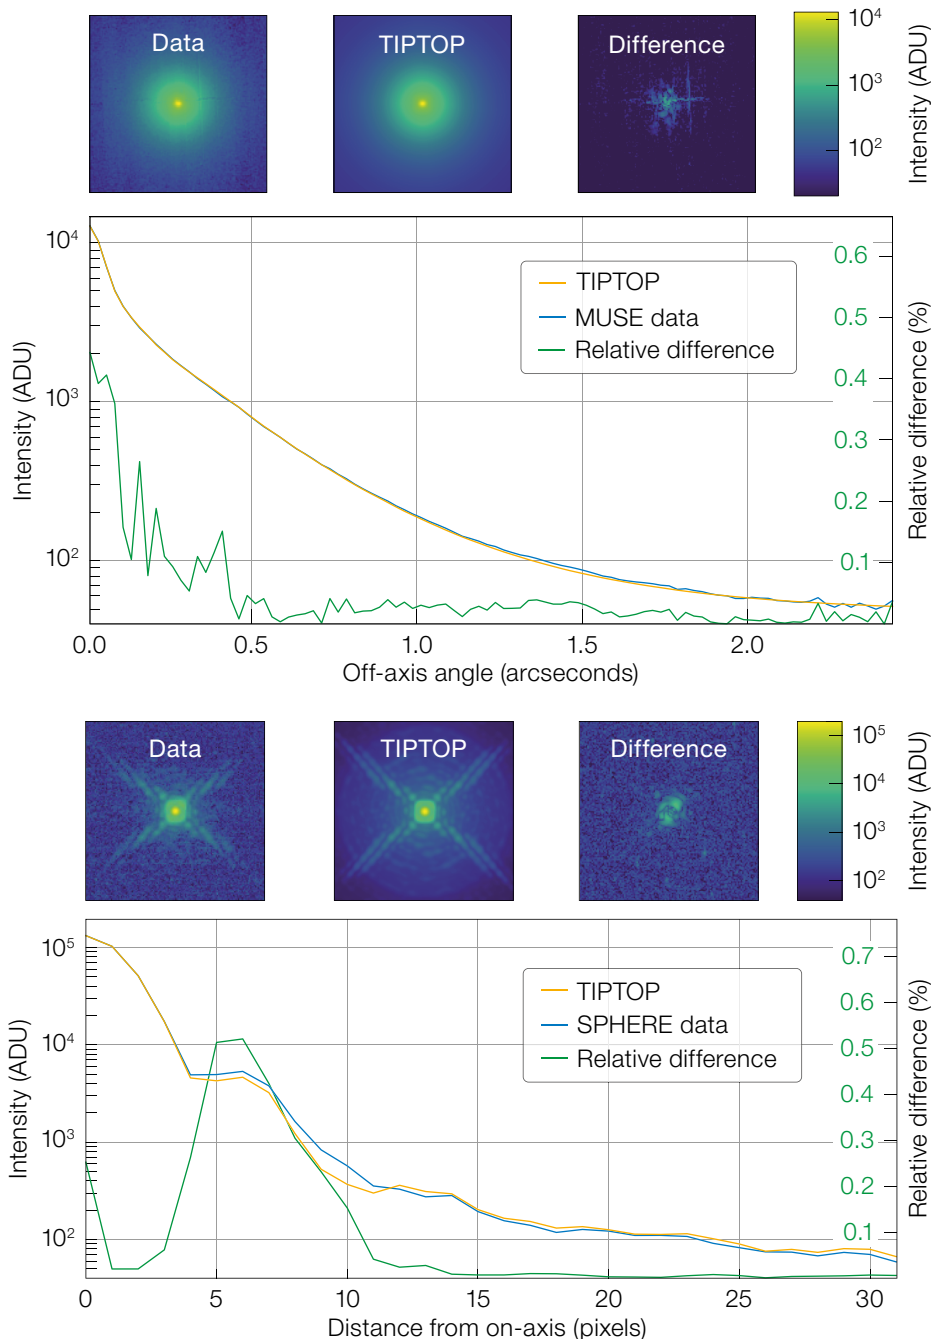 Data
TIPTOP
Difference
10⁴
10³
10²
Intensity (ADU)
10⁴
10³
10²
Intensity (ADU)
TIPTOP
MUSE data
Relative difference
0.6
0.5
0.4
0.3
0.2
0.1
Relative difference (%)
0.0 0.5 1.0 1.5 2.0
Off-axis angle (arcseconds)
Data
TIPTOP
Difference
10⁵
10⁴
10³
10²
Intensity (ADU)
10⁵
10⁴
10³
10²
Intensity (ADU)
TIPTOP
SPHERE data
Relative difference
0.7
0.6
0.5
0.4
0.3
0.2
0.1
Relative difference (%)
0 5 10 15 20 25 30
Distance from on-axis (pixels)